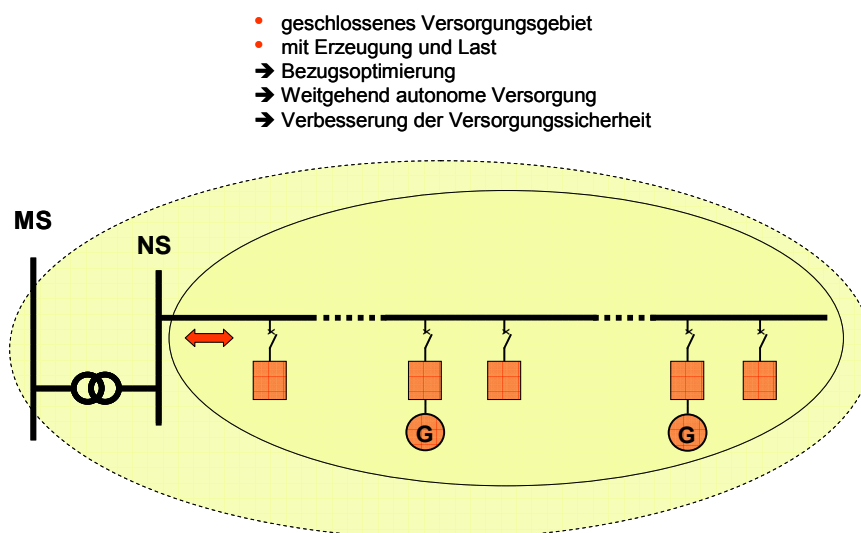 • geschlossenes Versorgungsgebiet
• mit Erzeugung und Last
➔ Bezugsoptimierung
➔ Weitgehend autonome Versorgung
➔ Verbesserung der Versorgungssicherheit
MS
NS
G
G